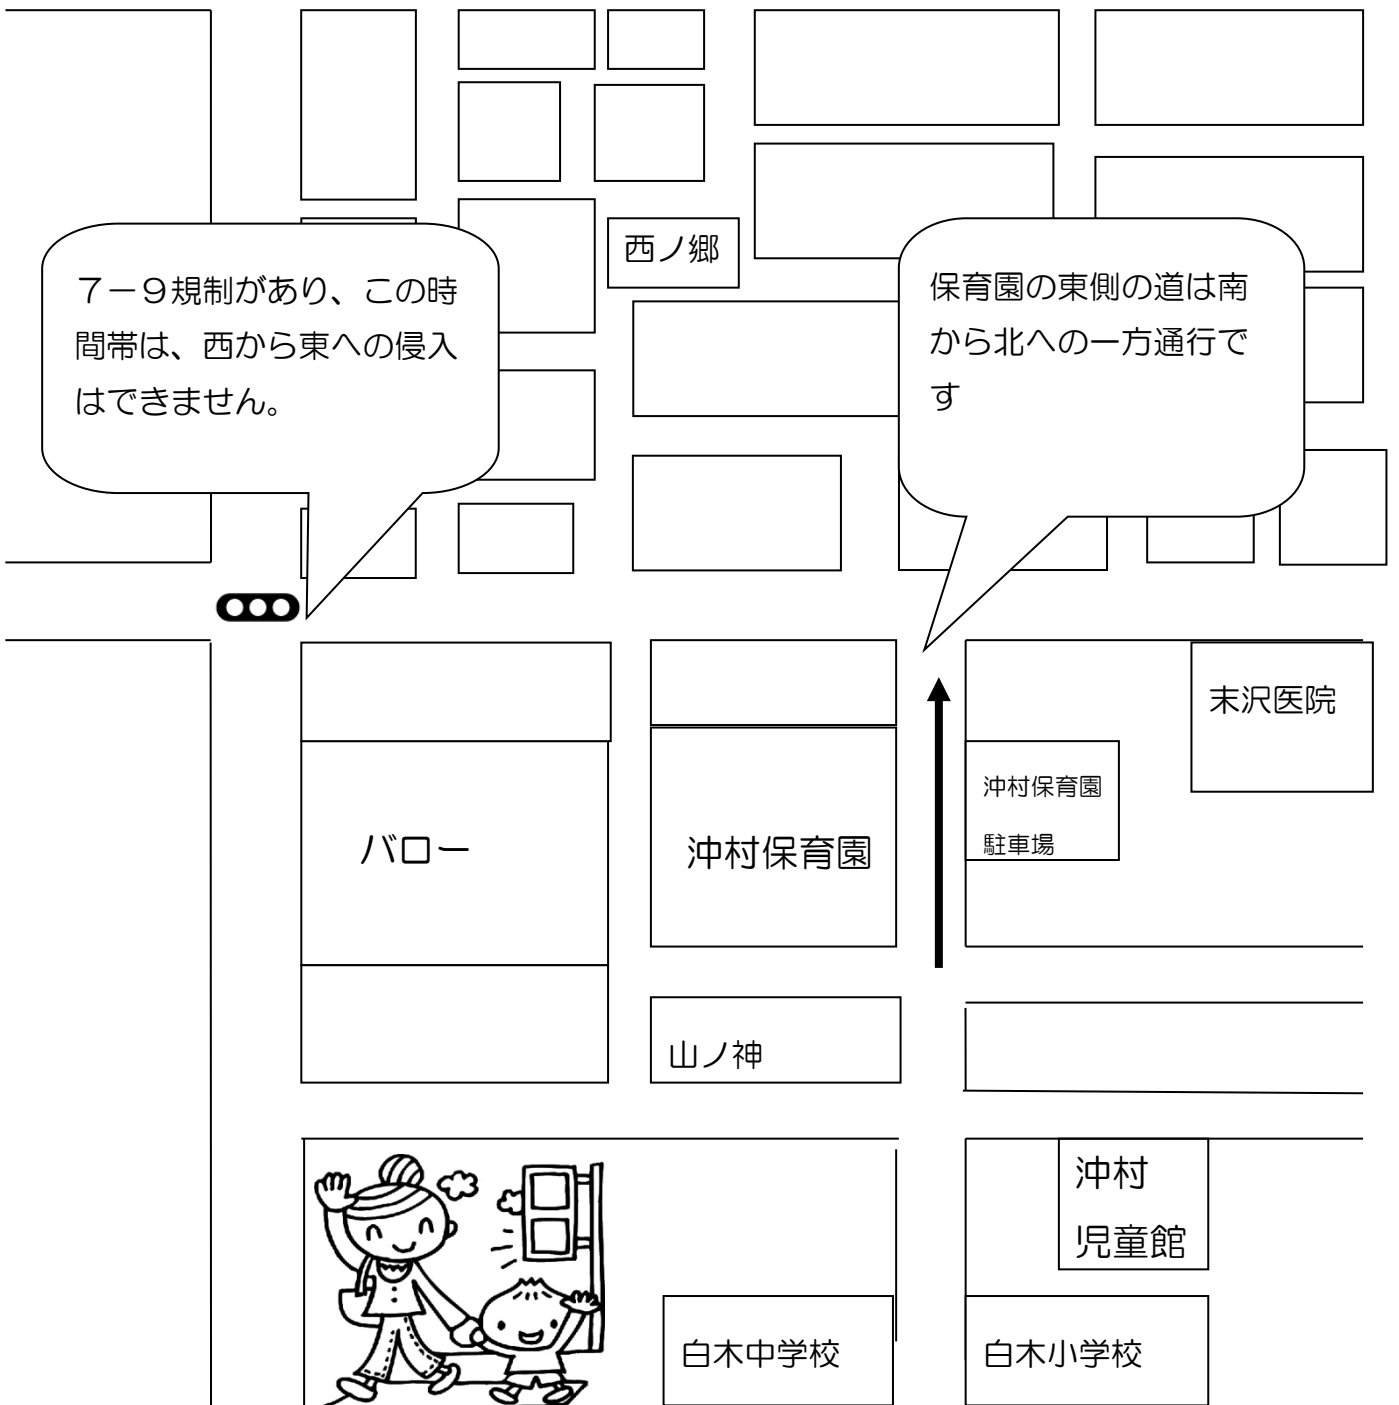 西ノ郷
7－9規制があり、この時
間帯は、西から東への侵入
はできません。
保育園の東側の道は南
から北への一方通行で
す
末沢医院
沖村保育園
駐車場
バロー
沖村保育園
山ノ神
沖村
児童館
白木中学校
白木小学校